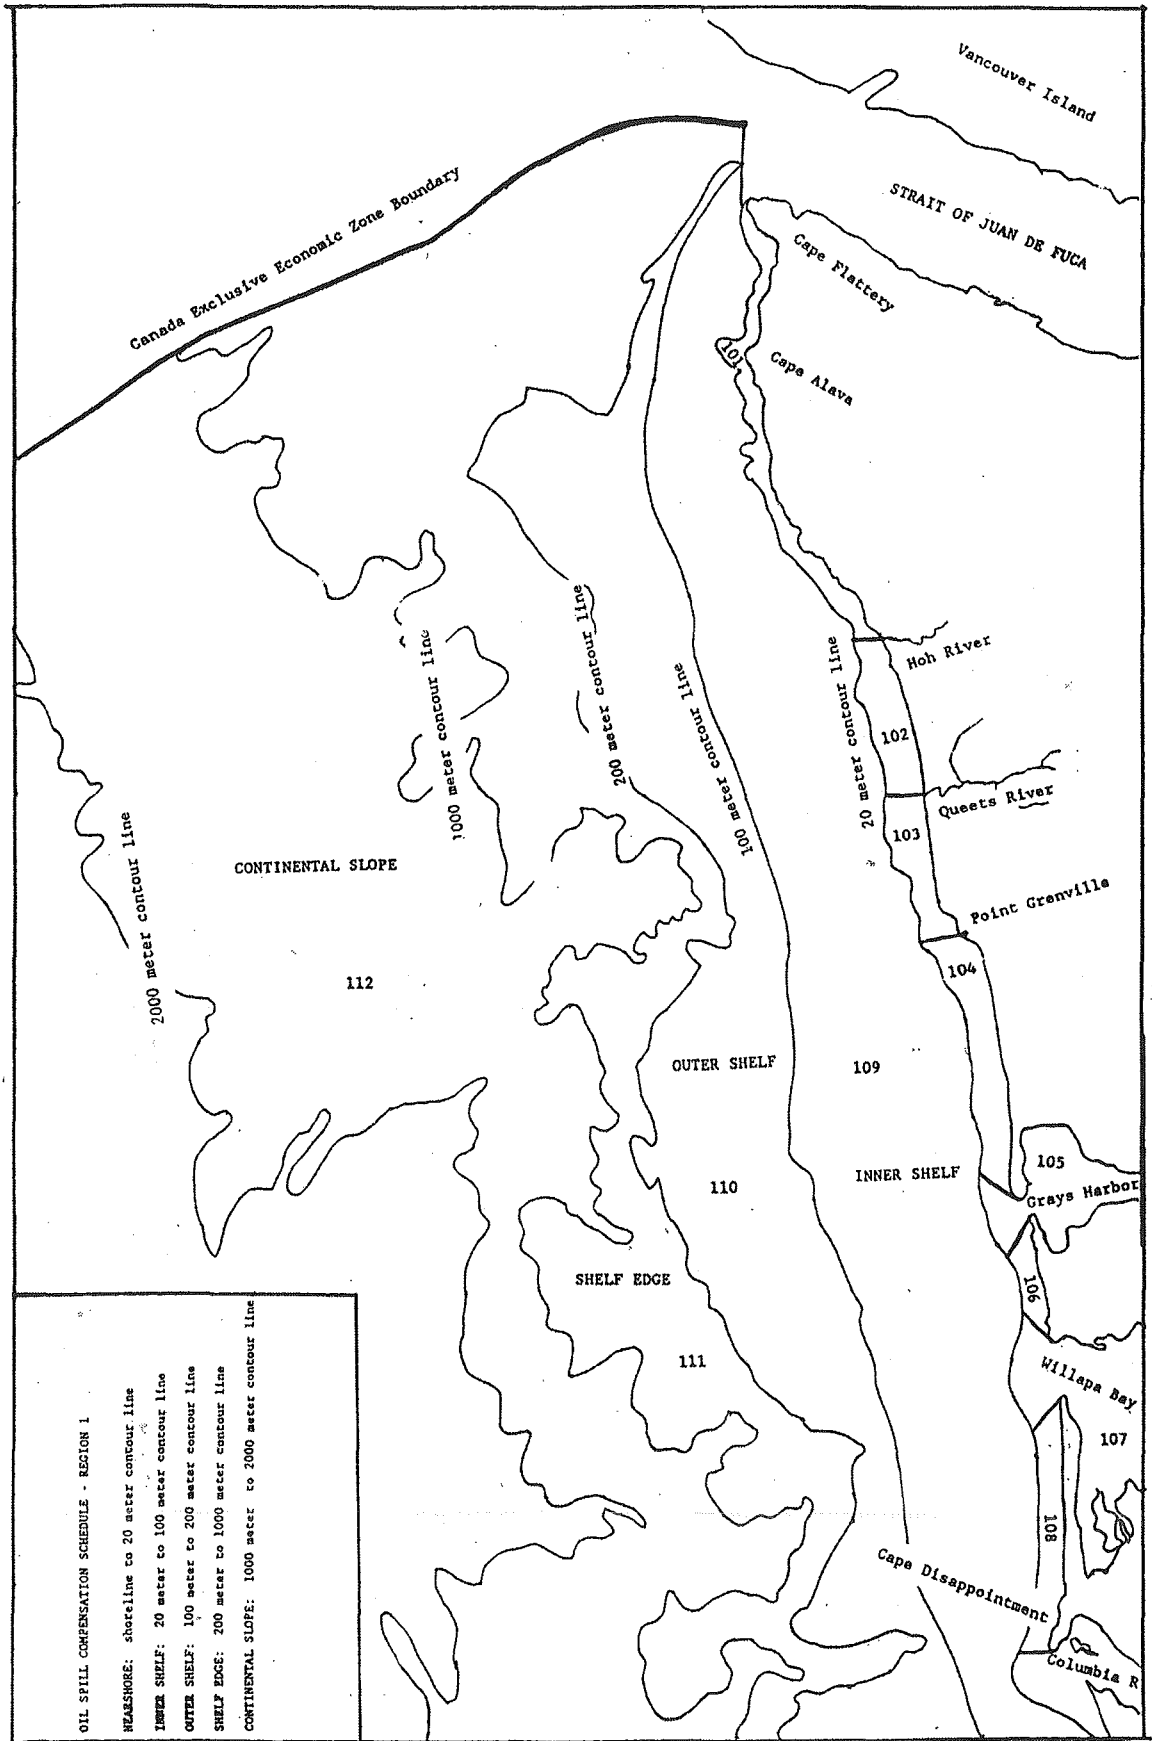 Vancouver Island
STRAIT OF JUAN DE FUCA
Canada Exclusive Economic Zone Boundary
Cape Flattery
101
Cape Alava
Hoh River
20 meter contour line
100 meter contour line
200 meter contour line
1000 meter contour line
2000 meter contour line
102
Queets River
103
CONTINENTAL SLOPE
Point Grenville
104
112
OUTER SHELF
109
105
INNER SHELF
110
Grays Harbor
SHELF EDGE
106
111
Willapa Bay
107
108
Cape Disappointment
Columbia R
OIL SPILL COMPENSATION SCHEDULE - REGION 1
NEARSHORE: shoreline to 20 meter contour line
INNER SHELF: 20 meter to 100 meter contour line
OUTER SHELF: 100 meter to 200 meter contour line
SHELF EDGE: 200 meter to 1000 meter contour line
CONTINENTAL SLOPE: 1000 meter to 2000 meter contour line